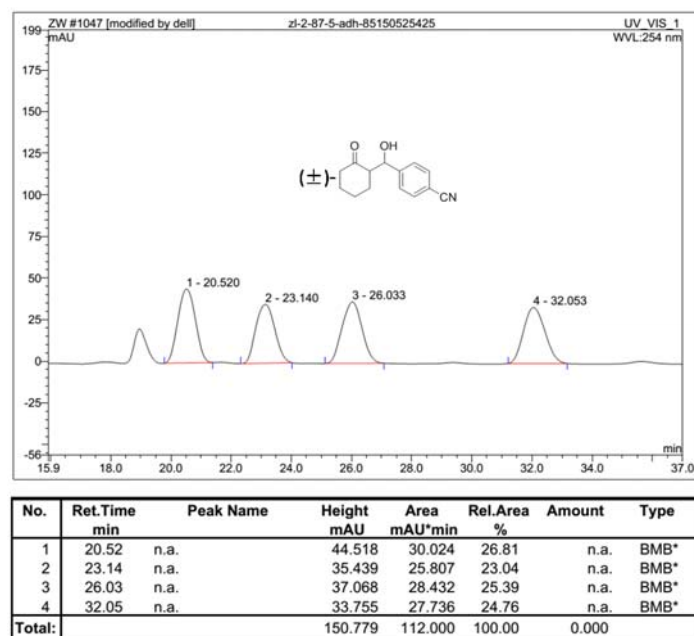 ZW #1047 [modified by dell] zl-2-87-5-adh-85150525425 UV_VIS_1
199 mAU WVL:254 nm
175
150
125
O OH
100
(±)-
CN
75
50
1 - 20.520
2 - 23.140 3 - 26.033 4 - 32.053
25
0
-25
-56 min
15.9 18.0 20.0 22.0 24.0 26.0 28.0 30.0 32.0 34.0 37.0
No. Ret.Time Peak Name Height Area Rel.Area Amount Type
min mAU mAU*min %
1 20.52 n.a. 44.518 30.024 26.81 n.a. BMB*
2 23.14 n.a. 35.439 25.807 23.04 n.a. BMB*
3 26.03 n.a. 37.068 28.432 25.39 n.a. BMB*
4 32.05 n.a. 33.755 27.736 24.76 n.a. BMB*
Total: 150.779 112.000 100.00 0.000